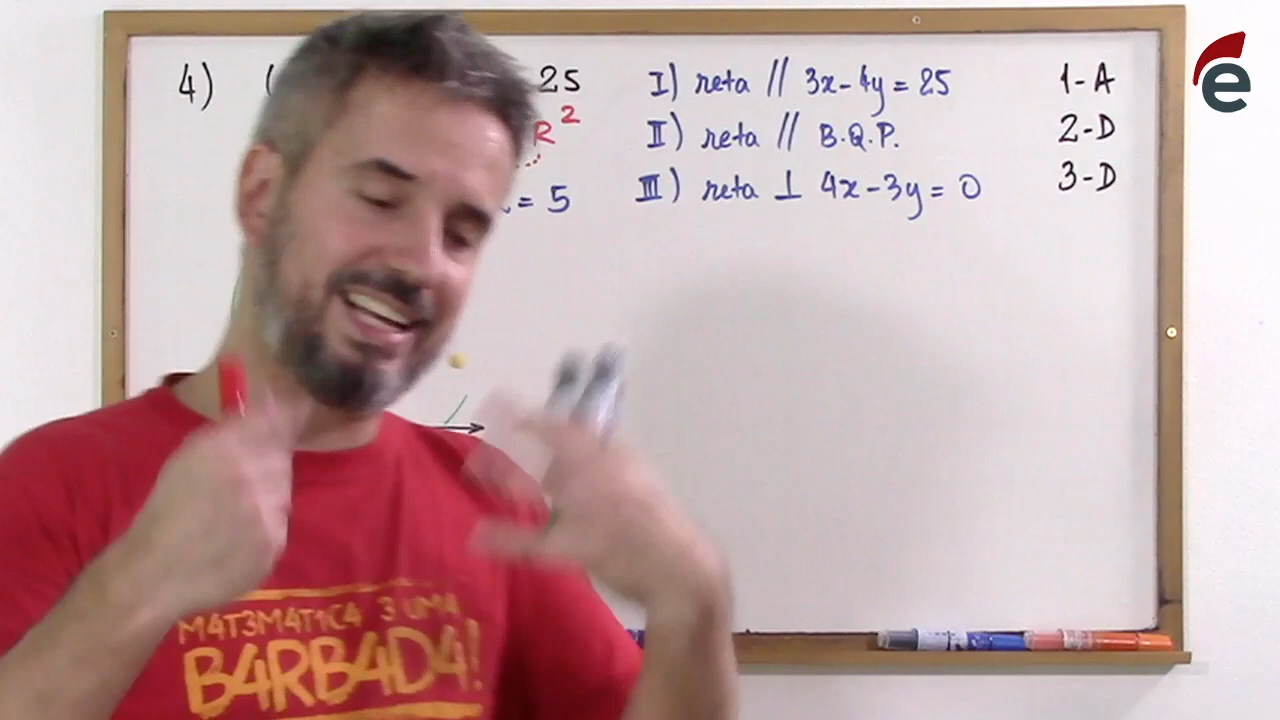 4) ( 25
R²
= 5
I) reta // 3x-4y = 25
II) reta // B.Q.P.
III) reta ⊥ 4x-3y = 0
1-A
2-D
3-D
e
M4T3M4T1C4 3 UMA
B4RB4D4!